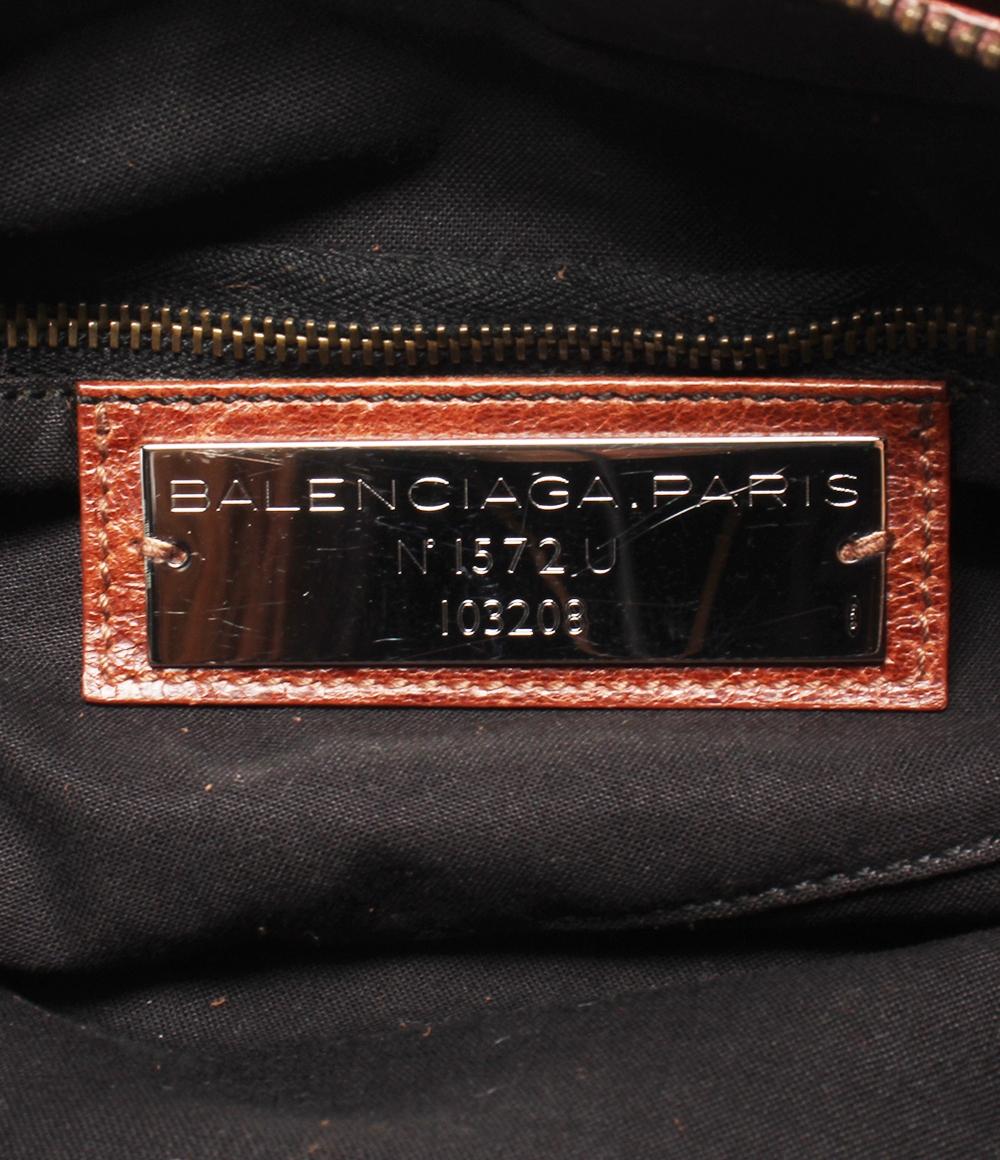 BALENCIAGA.PARIS
N° 1572 U
103208